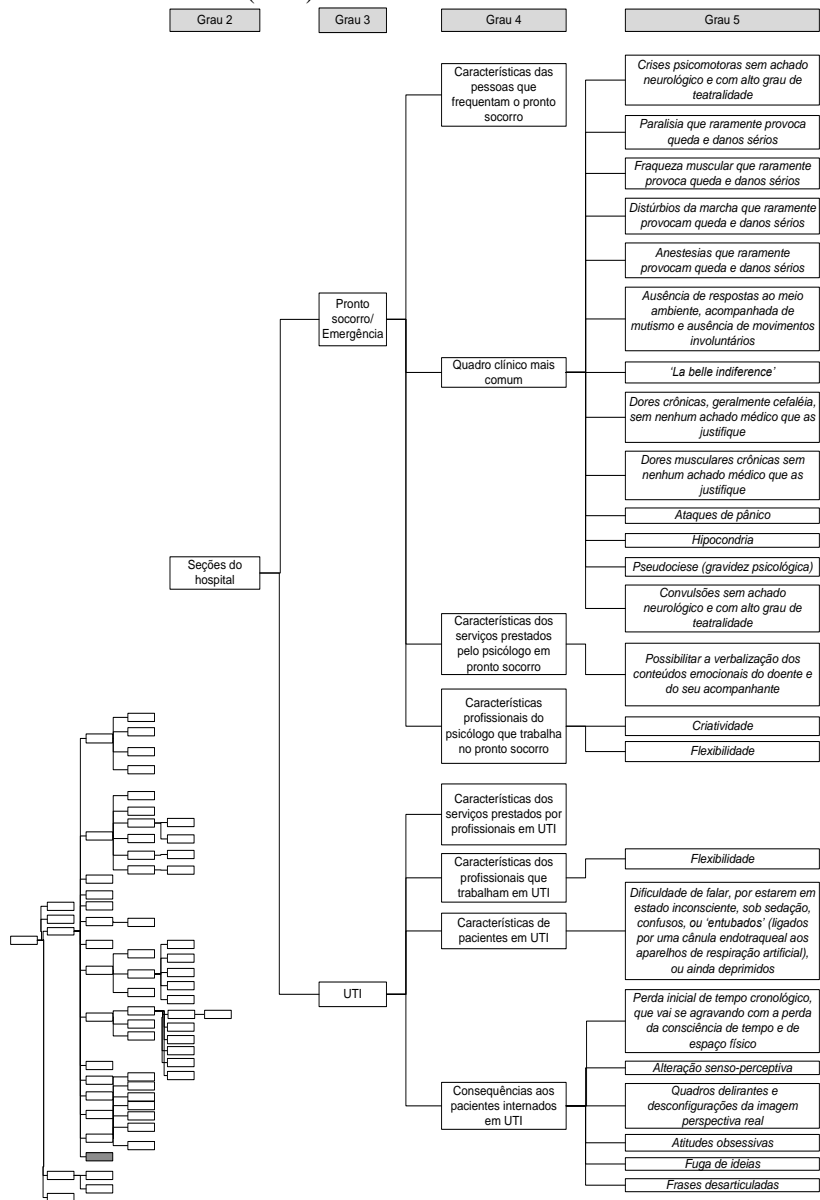 Grau 2
Grau 3
Grau 4
Grau 5
Características das
pessoas que
frequentam o pronto
socorro
Crises psicomotoras sem achado
neurológico e com alto grau de
teatralidade
Paralisia que raramente provoca
queda e danos sérios
Fraqueza muscular que raramente
provoca queda e danos sérios
Distúrbios da marcha que raramente
provocam queda e danos sérios
Anestesias que raramente
provocam queda e danos sérios
Pronto
socorro/
Emergência
Ausência de respostas ao meio
ambiente, acompanhada de
mutismo e ausência de movimentos
involuntários
Quadro clínico mais
comum
‘La belle indiference’
Dores crônicas, geralmente cefaléia,
sem nenhum achado médico que as
justifique
Dores musculares crônicas sem
nenhum achado médico que as
justifique
Ataques de pânico
Hipocondria
Pseudociese (gravidez psicológica)
Convulsões sem achado
neurológico e com alto grau de
teatralidade
Seções do
hospital
Características dos
serviços prestados
pelo psicólogo em
pronto socorro
Possibilitar a verbalização dos
conteúdos emocionais do doente e
do seu acompanhante
Características
profissionais do
psicólogo que trabalha
no pronto socorro
Criatividade
Flexibilidade
Características dos
serviços prestados por
profissionais em UTI
Características dos
profissionais que
trabalham em UTI
Flexibilidade
Características de
pacientes em UTI
Dificuldade de falar, por estarem em
estado inconsciente, sob sedação,
confusos, ou ‘entubados’ (ligados
por uma cânula endotraqueal aos
aparelhos de respiração artificial),
ou ainda deprimidos
UTI
Perda inicial de tempo cronológico,
que vai se agravando com a perda
da consciência de tempo e de
espaço físico
Consequências aos
pacientes internados
em UTI
Alteração senso-perceptiva
Quadros delirantes e
desconfigurações da imagem
perspectiva real
Atitudes obsessivas
Fuga de ideias
Frases desarticuladas